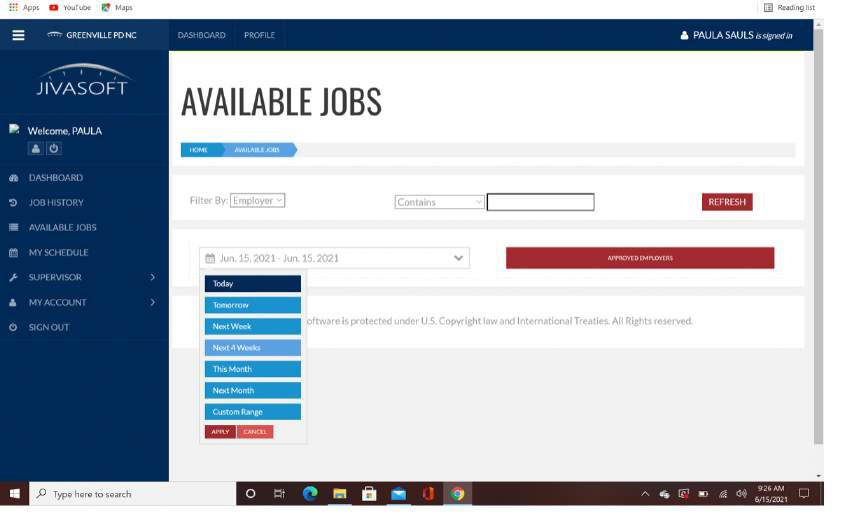 Apps YouTube Maps Reading list
GREENVILLE PD NC DASHBOARD PROFILE PAULA SAULS is signed in
JIVASOFT
AVAILABLE JOBS
Welcome, PAULA
HOME AVAILABLE JOBS
DASHBOARD
JOB HISTORY
AVAILABLE JOBS
MY SCHEDULE
SUPERVISOR
MY ACCOUNT
SIGN OUT
Filter By: Employer Contains REFRESH
Jun, 15, 2021 - Jun, 15, 2021 APPROVED EMPLOYERS
Today
Tomorrow
Next Week
Next 4 Weeks
This Month
Next Month
Custom Range
APPLY CANCEL
oftware is protected under U.S. Copyright law and International Treaties. All Rights reserved.
Type here to search
9:26 AM
6/15/2021